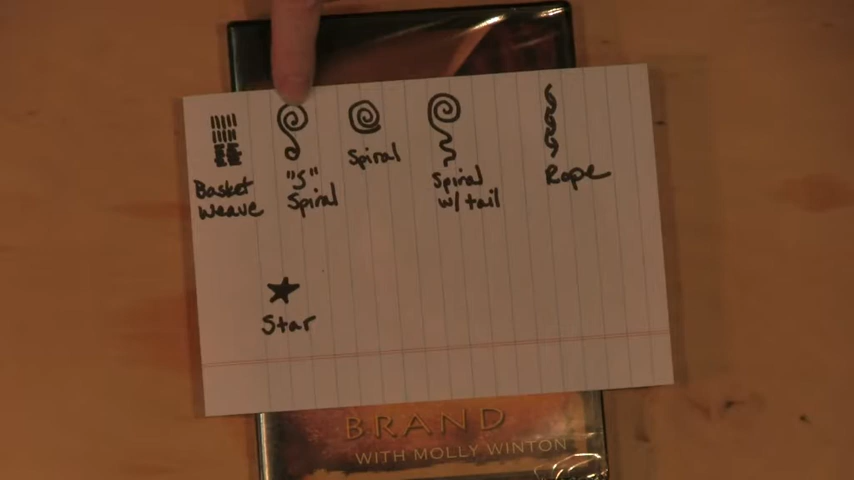 Basket
Weave
"S"
Spiral
Spiral
Spiral
w/ tail
Rope
Star
BRAND
WITH MOLLY WINTON